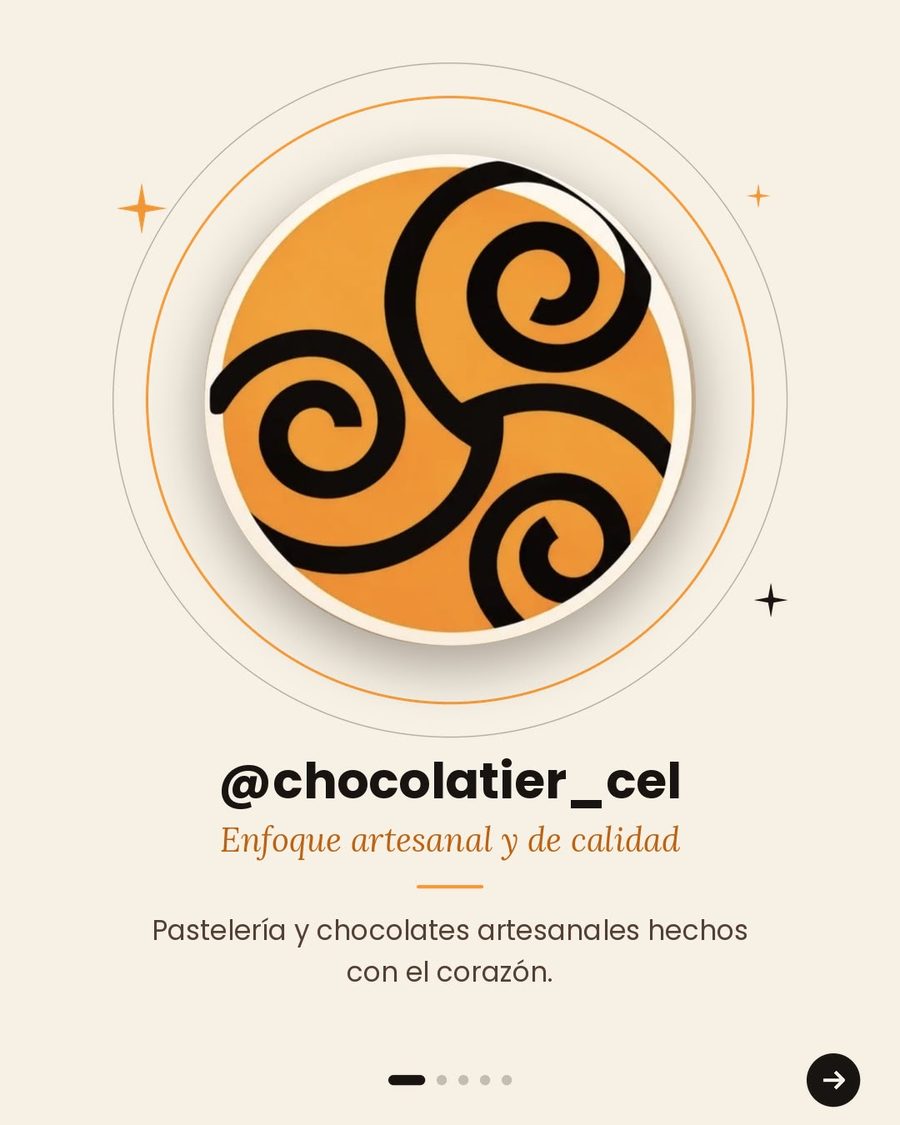 @chocolatier_cel
Enfoque artesanal y de calidad
Pastelería y chocolates artesanales hechos
con el corazón.